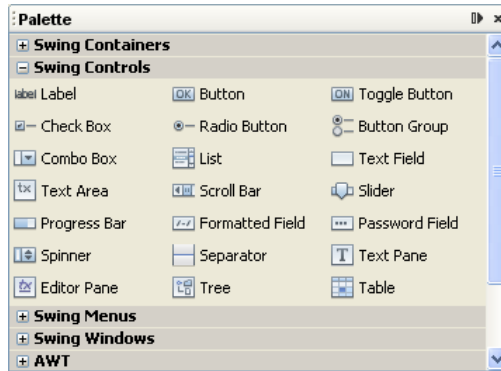 Palette
Swing Containers
Swing Controls
label Label OK Button ON Toggle Button
Check Box Radio Button Button Group
Combo Box List Text Field
tx Text Area Scroll Bar Slider
Progress Bar Formatted Field Password Field
Spinner Separator T Text Pane
tx Editor Pane Tree Table
Swing Menus
Swing Windows
AWT